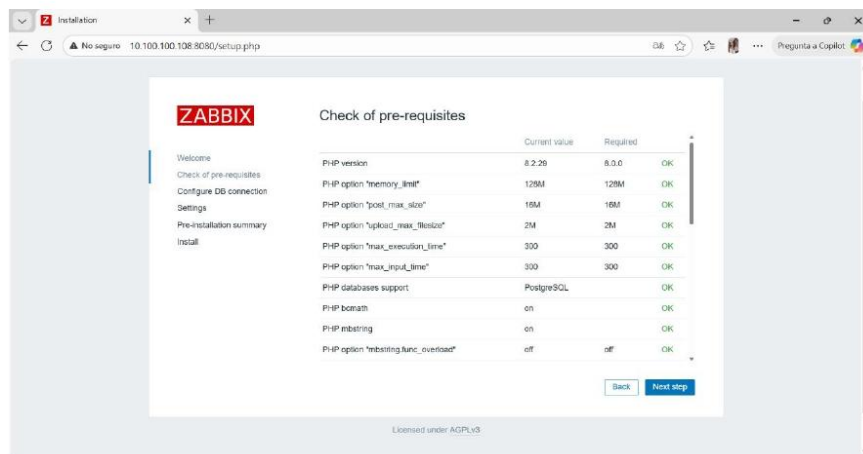 Installation
No seguro 10.100.100.108:8080/setup.php
Pregunta a Copilot
ZABBIX
Welcome
Check of pre-requisites
Configure DB connection
Settings
Pre-installation summary
Install
Check of pre-requisites
Current value Required
PHP version 8.2.29 8.0.0 OK
PHP option "memory_limit" 128M 128M OK
PHP option "post_max_size" 16M 16M OK
PHP option "upload_max_filesize" 2M 2M OK
PHP option "max_execution_time" 300 300 OK
PHP option "max_input_time" 300 300 OK
PHP databases support PostgreSQL OK
PHP bcmath on OK
PHP mbstring on OK
PHP option "mbstring.func_overload" off off OK
Back Next step
Licensed under AGPLv3